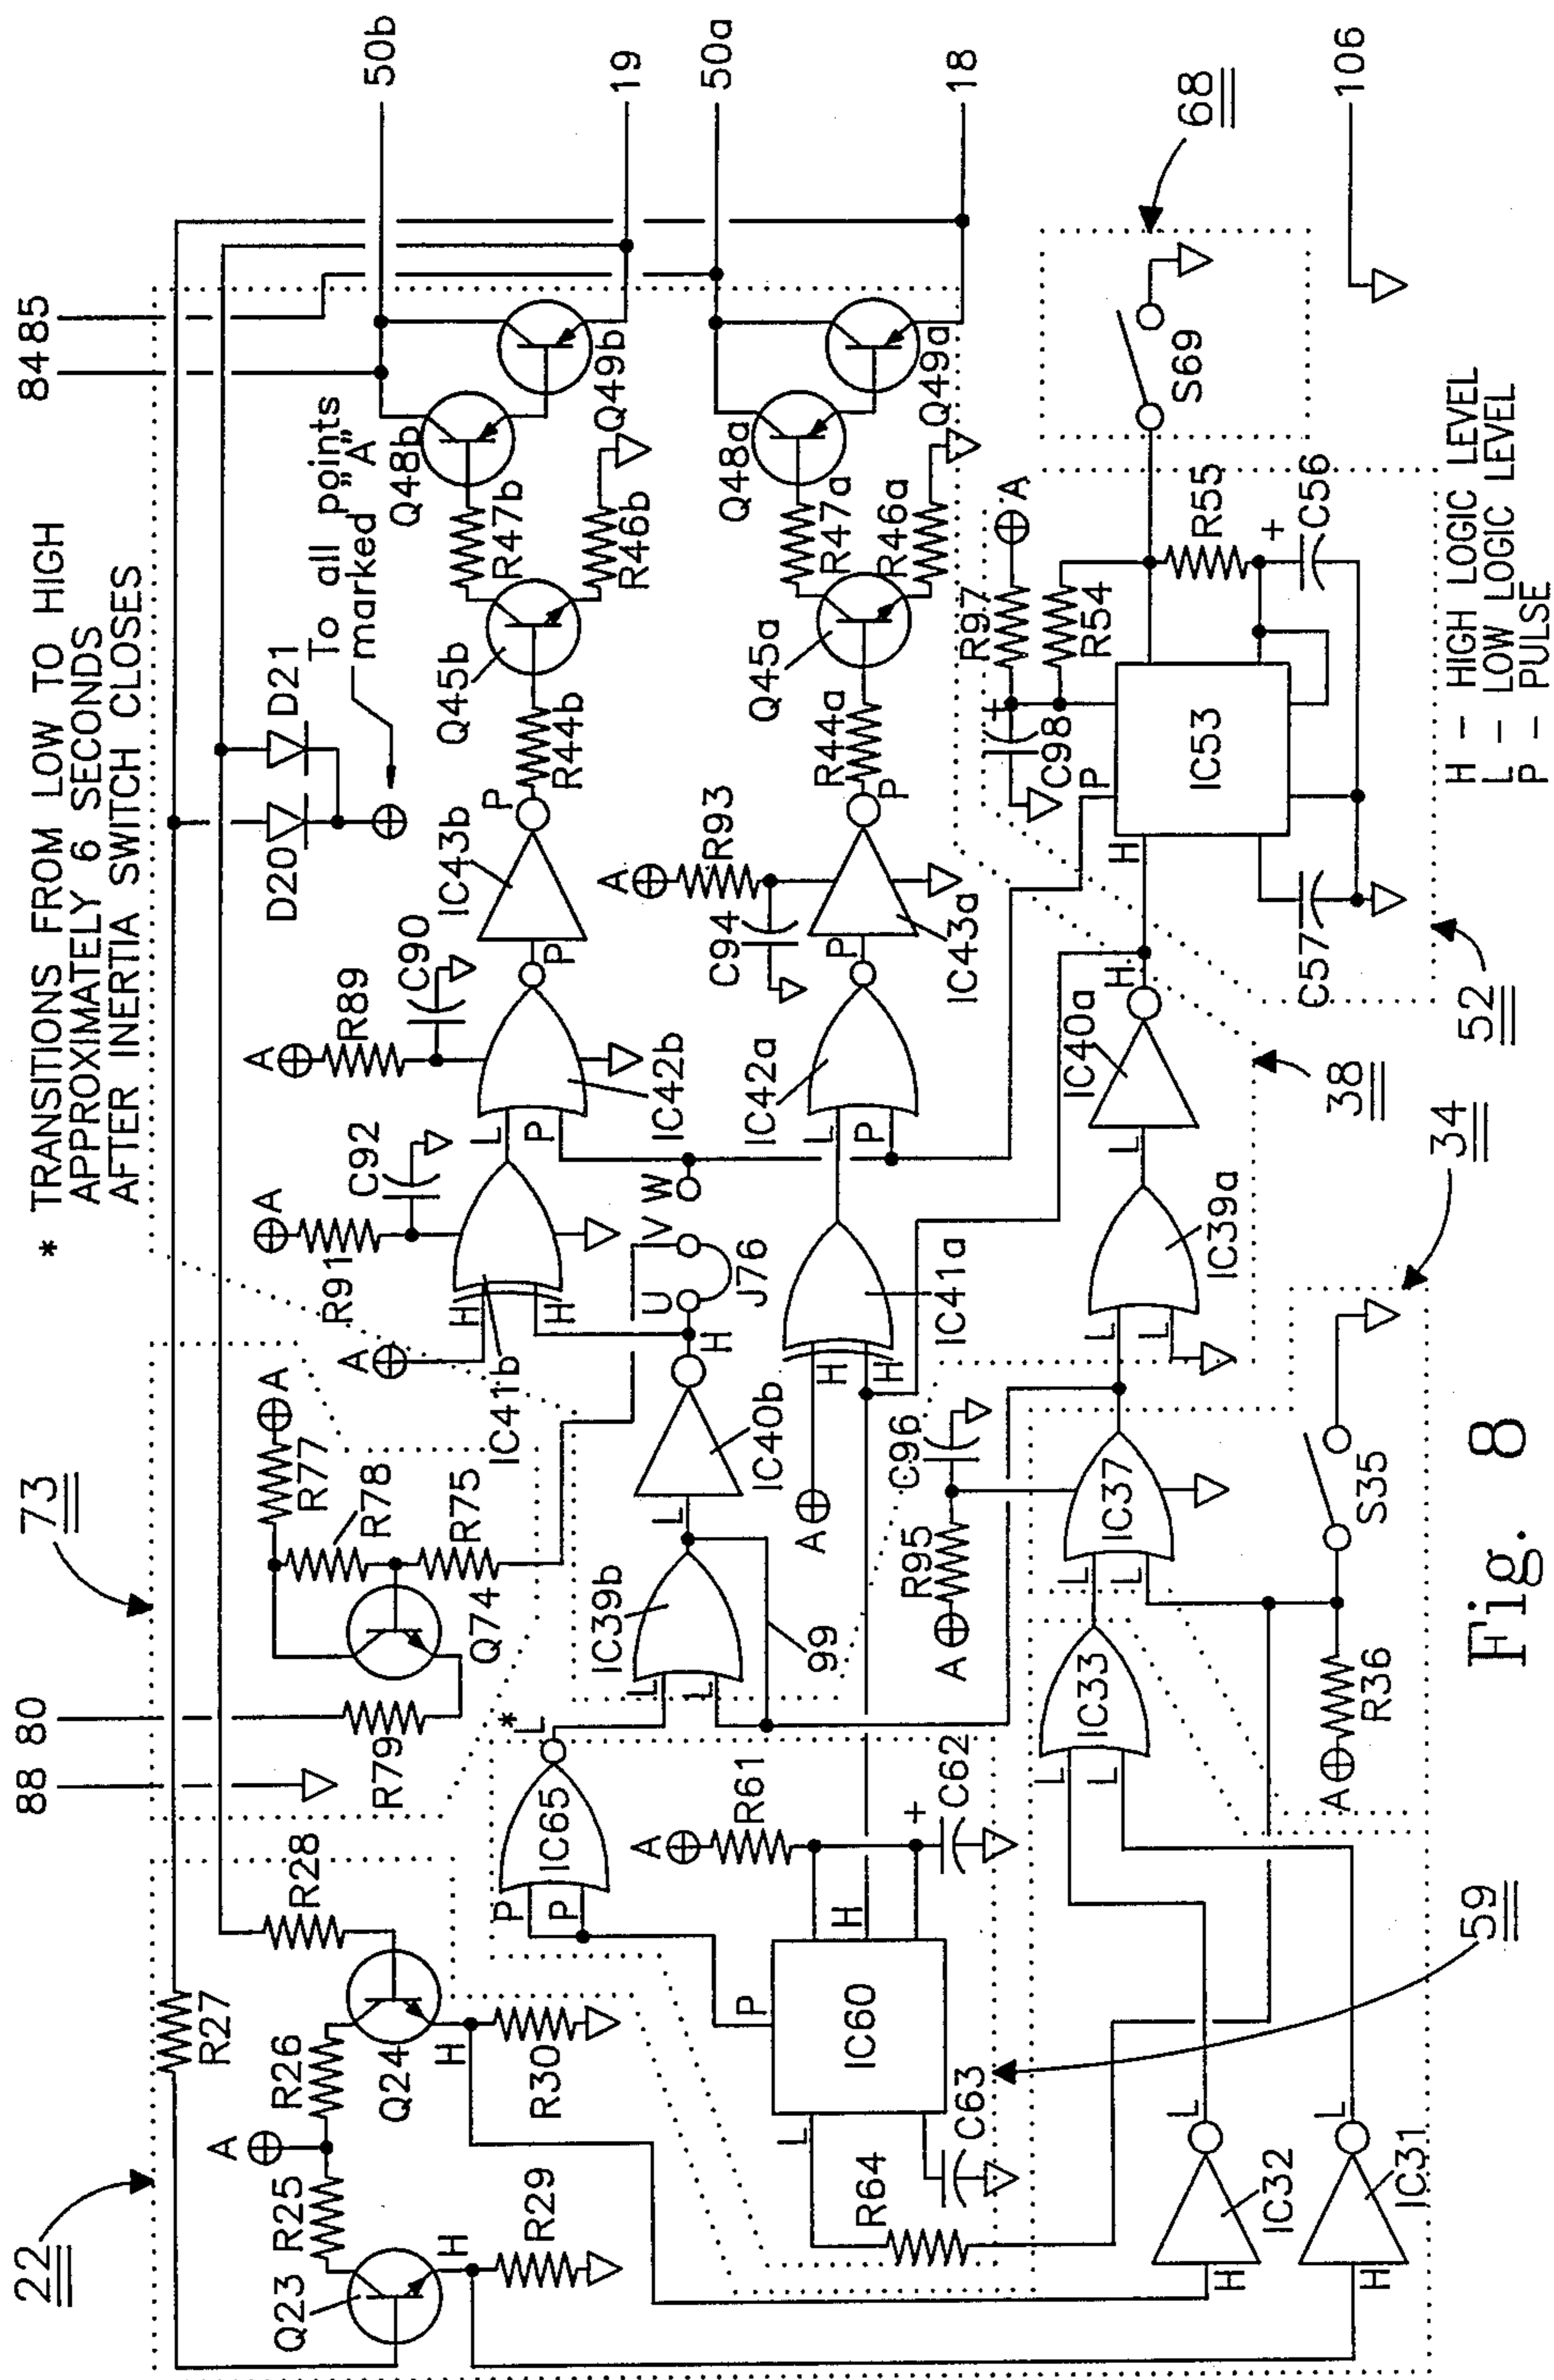 * TRANSITIONS FROM LOW TO HIGH
APPROXIMATELY 6 SECONDS
AFTER INERTIA SWITCH CLOSES
22
88 80
73
84 85
R27
R28
R26
A
R25
Q23
Q24
H
H
R29
R30
R79
Q74
R77
A
R78
R75
D20
D21
To all points
marked "A"
50b
19
50a
18
106
A
R91
C92
A
R89
C90
A
H
H
IC41b
L
P
IC42b
P
IC43b
P
R44b
Q45b
R47b
R46b
Q48b
Q49b
*
L
IC65
P
P
IC39b
L
L
L
IC40b
H
U
V
W
J76
99
A
R61
+
C62
P
H
IC60
L
C63
R64
59
A
H
H
IC41a
L
P
IC42a
P
A
R93
C94
IC43a
P
R44a
Q45a
R47a
R46a
Q48a
Q49a
A
R95
C96
IC33
L
L
IC37
L
L
A
R36
S35
34
L
L
IC39a
L
IC40a
H
38
H
P
IC53
C98
+
R97
A
R54
R55
+
C56
C57
52
S69
68
H
L
IC32
H
L
IC31
H - HIGH LOGIC LEVEL
L - LOW LOGIC LEVEL
P - PULSE
Fig. 8